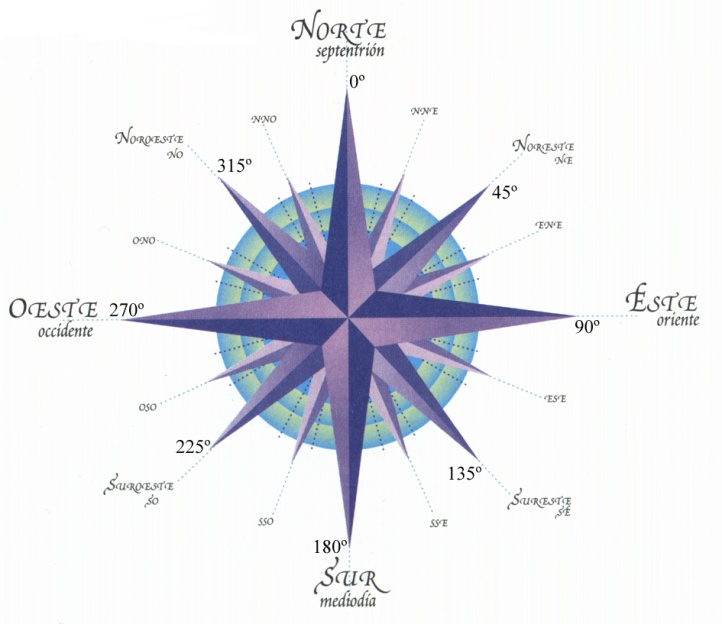 NORTE
septentrión
0º
NNO
NNE
NOROESTE
NO
NORESTE
NE
315º
45º
ONO
ENE
OESTE
occidente
270º
ESTE
oriente
90º
OSO
ESE
225º
135º
SUROESTE
SO
SURESTE
SE
SSO
SSE
180º
SUR
mediodía